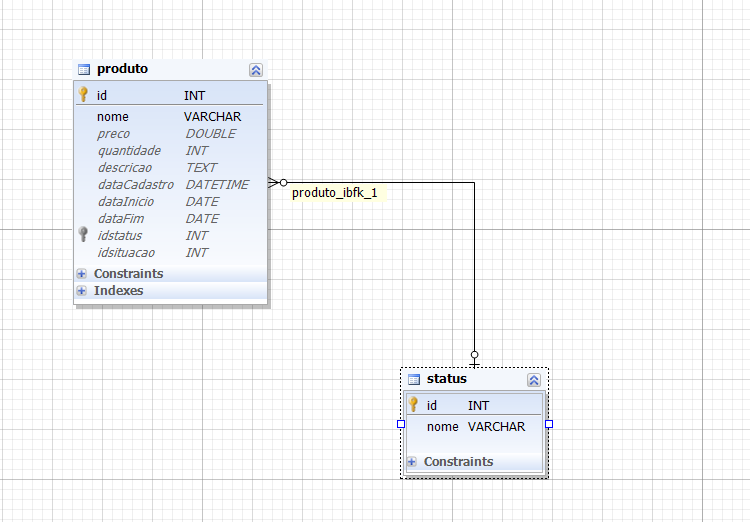 produto
id INT
nome VARCHAR
preco DOUBLE
quantidade INT
descricao TEXT
dataCadastro DATETIME
dataInicio DATE
dataFim DATE
idstatus INT
idsituacao INT
Constraints
Indexes
produto_ibfk_1
status
id INT
nome VARCHAR
Constraints